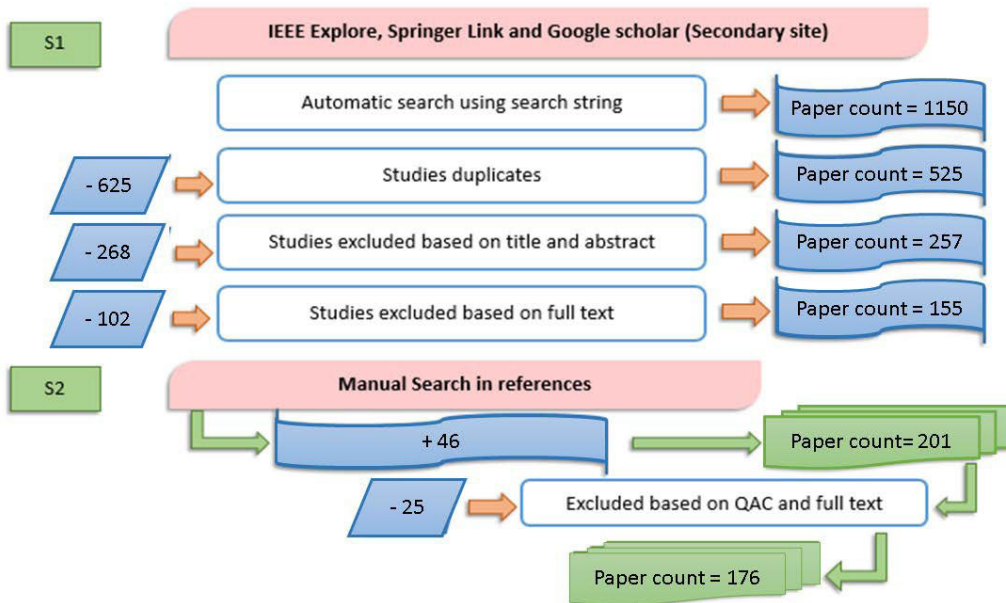 S1
IEEE Explore, Springer Link and Google scholar (Secondary site)
Automatic search using search string
Paper count = 1150
- 625
Studies duplicates
Paper count = 525
- 268
Studies excluded based on title and abstract
Paper count = 257
- 102
Studies excluded based on full text
Paper count = 155
S2
Manual Search in references
+ 46
Paper count= 201
- 25
Excluded based on QAC and full text
Paper count = 176